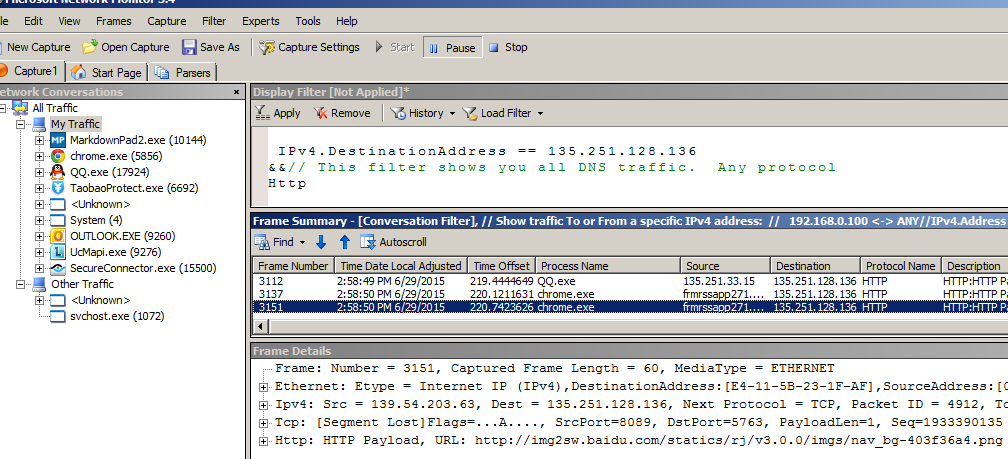 Microsoft Network Monitor 3.4
le Edit View Frames Capture Filter Experts Tools Help
New Capture Open Capture Save As Capture Settings Start Pause Stop
Capture1 Start Page Parsers
etwork Conversations
All Traffic
My Traffic
MarkdownPad2.exe (10144)
chrome.exe (5856)
QQ.exe (17924)
TaobaoProtect.exe (6692)
<Unknown>
System (4)
OUTLOOK.EXE (9260)
UcMapi.exe (9276)
SecureConnector.exe (15500)
Other Traffic
<Unknown>
svchost.exe (1072)
Display Filter [Not Applied]*
Apply Remove History Load Filter
IPv4.DestinationAddress == 135.251.128.136
&&// This filter shows you all DNS traffic. Any protocol
Http
Frame Summary - [Conversation Filter], // Show traffic To or From a specific IPv4 address: // 192.168.0.100 <-> ANY//IPv4.Address
Find Autoscroll
Frame Number Time Date Local Adjusted Time Offset Process Name Source Destination Protocol Name Description
3112 2:58:49 PM 6/29/2015 219.4444649 QQ.exe 135.251.33.15 135.251.128.136 HTTP HTTP:HTTP Pa
3137 2:58:50 PM 6/29/2015 220.1211631 chrome.exe frmrssapp271.... 135.251.128.136 HTTP HTTP:HTTP Pa
3151 2:58:50 PM 6/29/2015 220.7423626 chrome.exe frmrssapp271.... 135.251.128.136 HTTP HTTP:HTTP Pa
Frame Details
Frame: Number = 3151, Captured Frame Length = 60, MediaType = ETHERNET
Ethernet: Etype = Internet IP (IPv4),DestinationAddress:[E4-11-5B-23-1F-AF],SourceAddress:[0
Ipv4: Src = 139.54.203.63, Dest = 135.251.128.136, Next Protocol = TCP, Packet ID = 4912, To
Tcp: [Segment Lost]Flags=...A...., SrcPort=8089, DstPort=5763, PayloadLen=1, Seq=1933390135
Http: HTTP Payload, URL: http://img2sw.baidu.com/statics/rj/v3.0.0/imgs/nav_bg-403f36a4.png